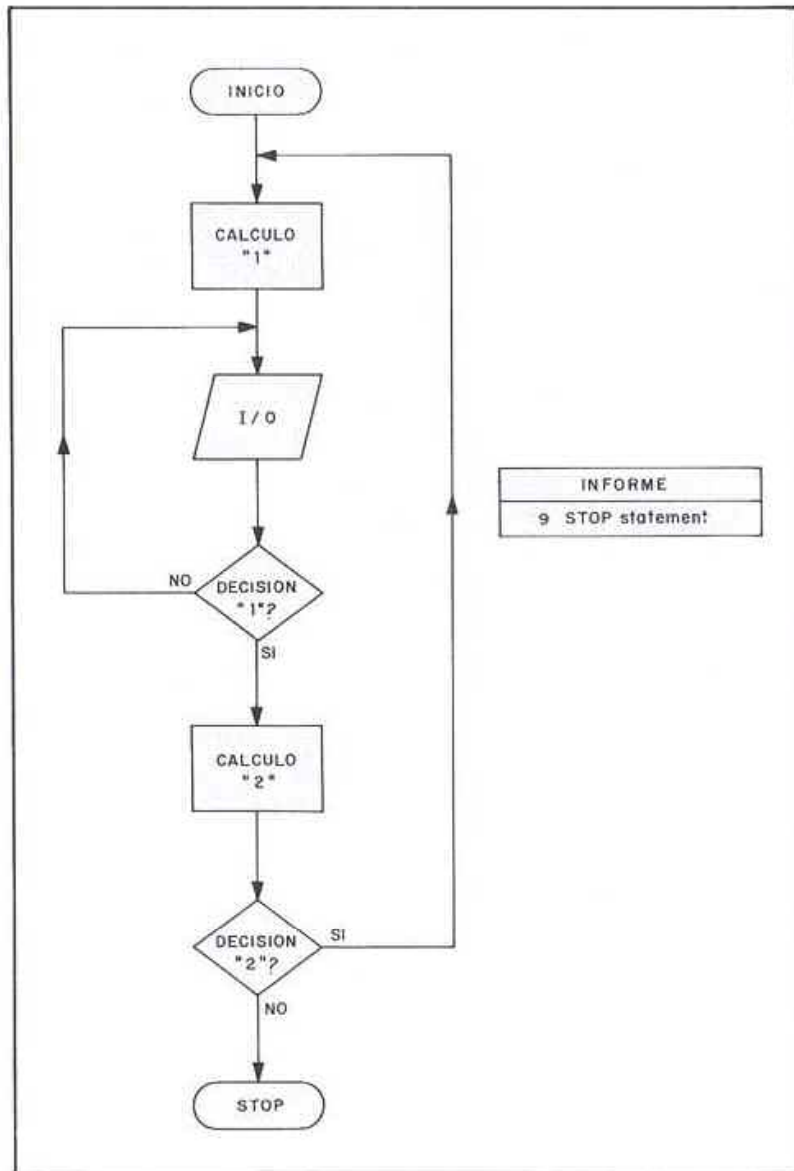 INICIO
CALCULO
"1"
I/O
NO
DECISION
"1"?
SI
CALCULO
"2"
DECISION
"2"?
SI
NO
STOP
INFORME
9 STOP statement